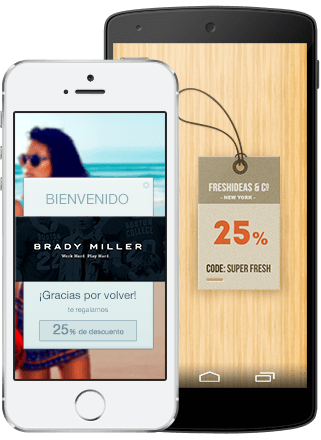 BIENVENIDO
BRADY MILLER
Work Hard. Play Hard.
¡Gracias por volver!
te regalamos
25% de descuento
FRESHIDEAS & CO
- NEW YORK -
25%
CODE: SUPER FRESH